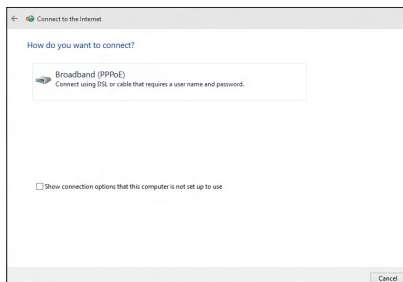 Connect to the Internet
How do you want to connect?
Broadband (PPPoE)
Connect using DSL or cable that requires a user name and password.
Show connection options that this computer is not set up to use
Cancel